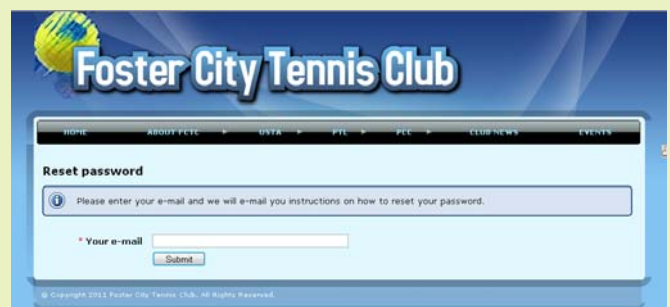 Foster City Tennis Club
HOME ABOUT FCTC USTA PTL PCC CLUB NEWS EVENTS
Reset password
Please enter your e-mail and we will e-mail you instructions on how to reset your password.
* Your e-mail
Submit
© Copyright 2011 Foster City Tennis Club, All Rights Reserved.